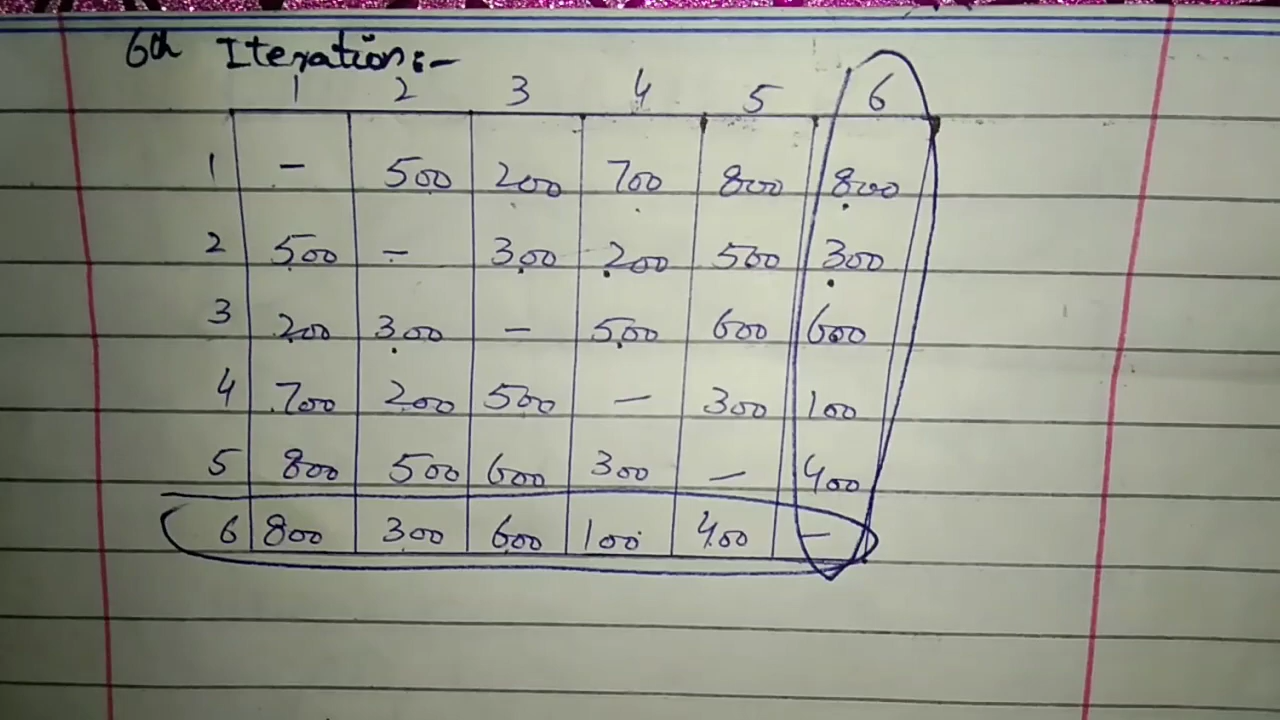 6th Iteration:-
1 2 3 4 5 6
1 - 500 200 700 800 800
2 500 - 300 200 500 300
3 200 300 - 500 600 600
4 700 200 500 - 300 100
5 800 500 600 300 - 400
6 800 300 600 100 400 -